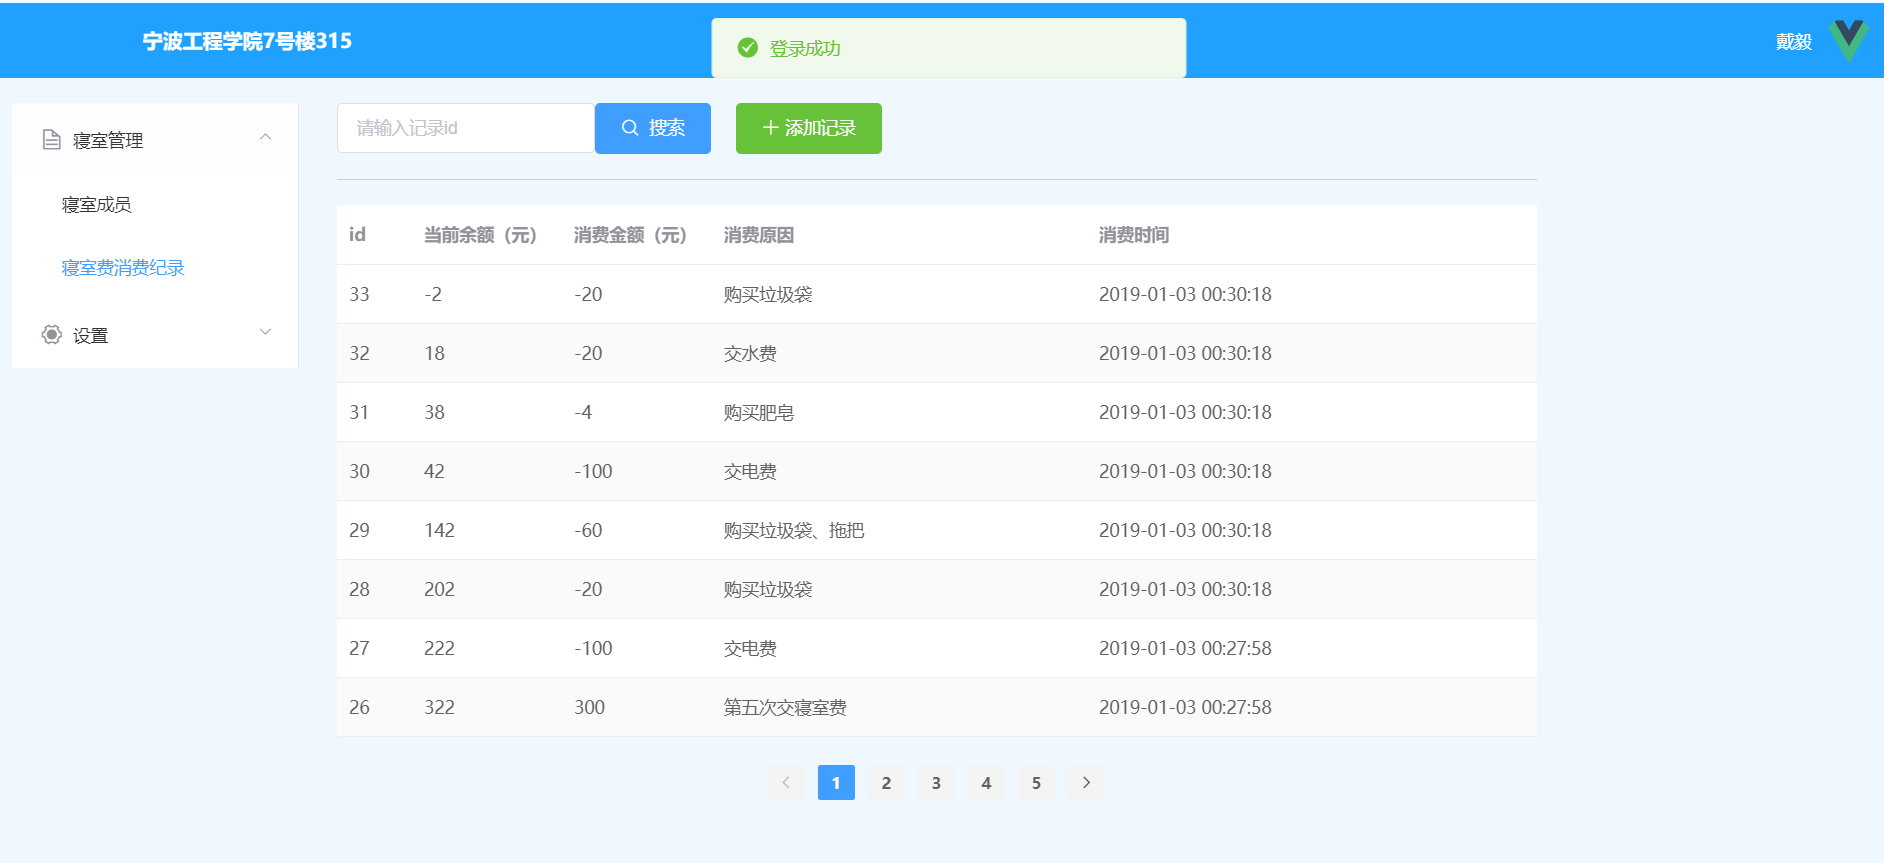 宁波工程学院7号楼315
登录成功
戴毅
寝室管理
寝室成员
寝室费消费纪录
设置
请输入记录id 搜索 添加记录
id 当前余额（元） 消费金额（元） 消费原因 消费时间
33 -2 -20 购买垃圾袋 2019-01-03 00:30:18
32 18 -20 交水费 2019-01-03 00:30:18
31 38 -4 购买肥皂 2019-01-03 00:30:18
30 42 -100 交电费 2019-01-03 00:30:18
29 142 -60 购买垃圾袋、拖把 2019-01-03 00:30:18
28 202 -20 购买垃圾袋 2019-01-03 00:30:18
27 222 -100 交电费 2019-01-03 00:27:58
26 322 300 第五次交寝室费 2019-01-03 00:27:58
1 2 3 4 5